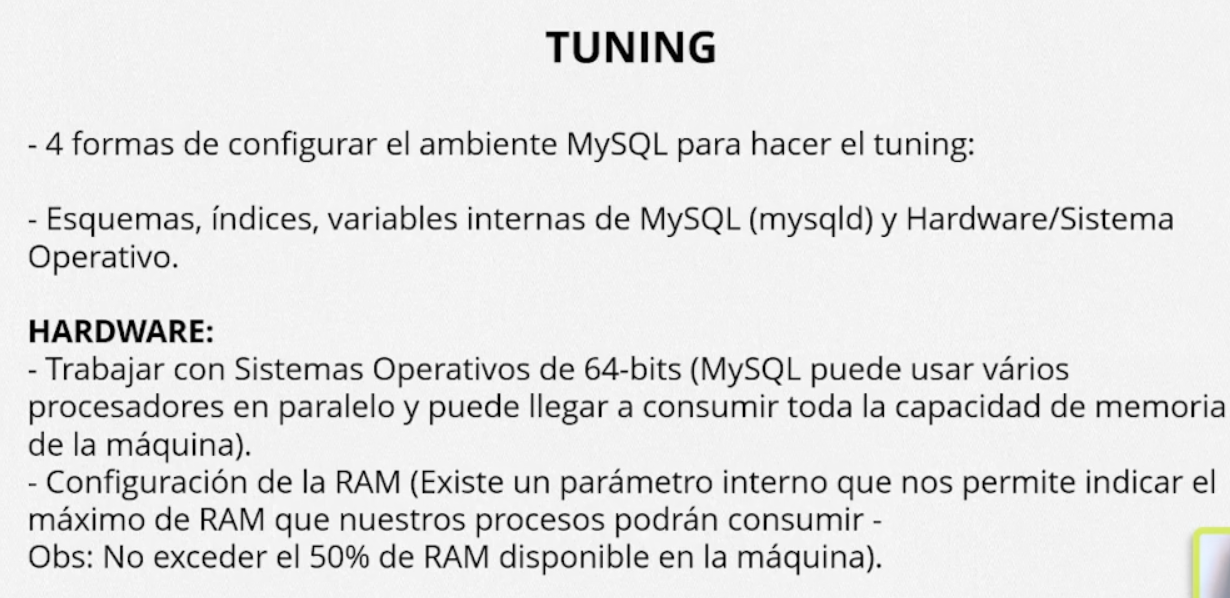 TUNING
- 4 formas de configurar el ambiente MySQL para hacer el tuning:
- Esquemas, índices, variables internas de MySQL (mysqld) y Hardware/Sistema
Operativo.
HARDWARE:
- Trabajar con Sistemas Operativos de 64-bits (MySQL puede usar vários
procesadores en paralelo y puede llegar a consumir toda la capacidad de memoria
de la máquina).
- Configuración de la RAM (Existe un parámetro interno que nos permite indicar el
máximo de RAM que nuestros procesos podrán consumir -
Obs: No exceder el 50% de RAM disponible en la máquina).